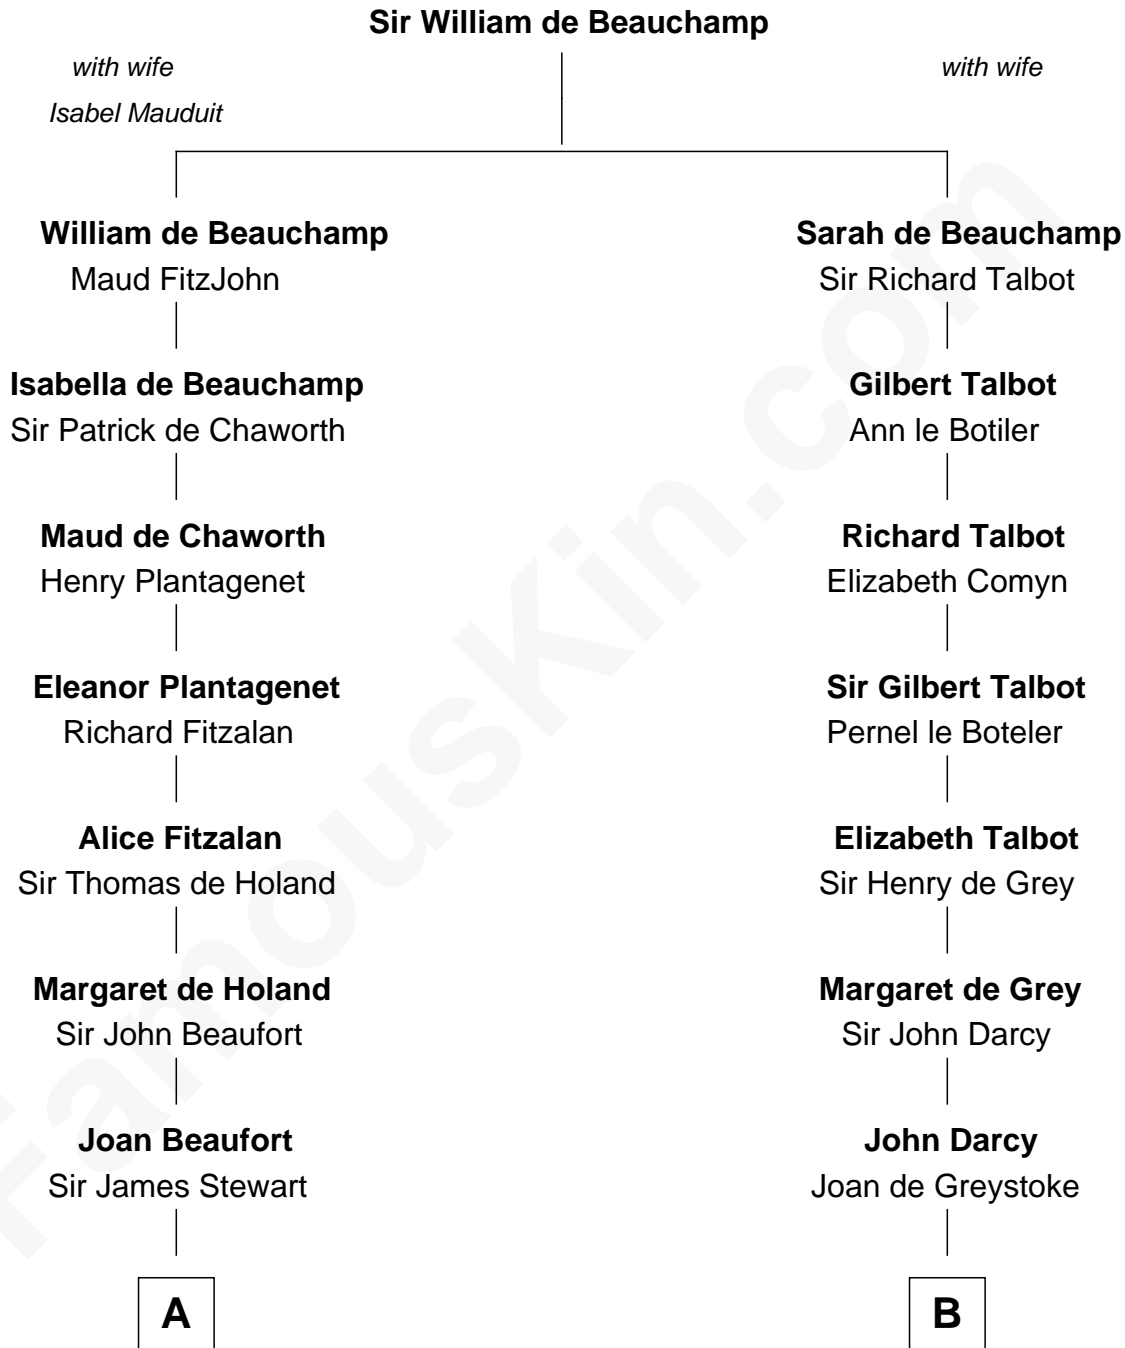 Sir William de Beauchamp
with wife
Isabel Mauduit
with wife
William de Beauchamp
Maud FitzJohn
Sarah de Beauchamp
Sir Richard Talbot
Isabella de Beauchamp
Sir Patrick de Chaworth
Gilbert Talbot
Ann le Botiler
Maud de Chaworth
Henry Plantagenet
Richard Talbot
Elizabeth Comyn
Eleanor Plantagenet
Richard Fitzalan
Sir Gilbert Talbot
Pernel le Boteler
Alice Fitzalan
Sir Thomas de Holand
Elizabeth Talbot
Sir Henry de Grey
Margaret de Holand
Sir John Beaufort
Margaret de Grey
Sir John Darcy
Joan Beaufort
Sir James Stewart
John Darcy
Joan de Greystoke
A
B
FamousKin.com